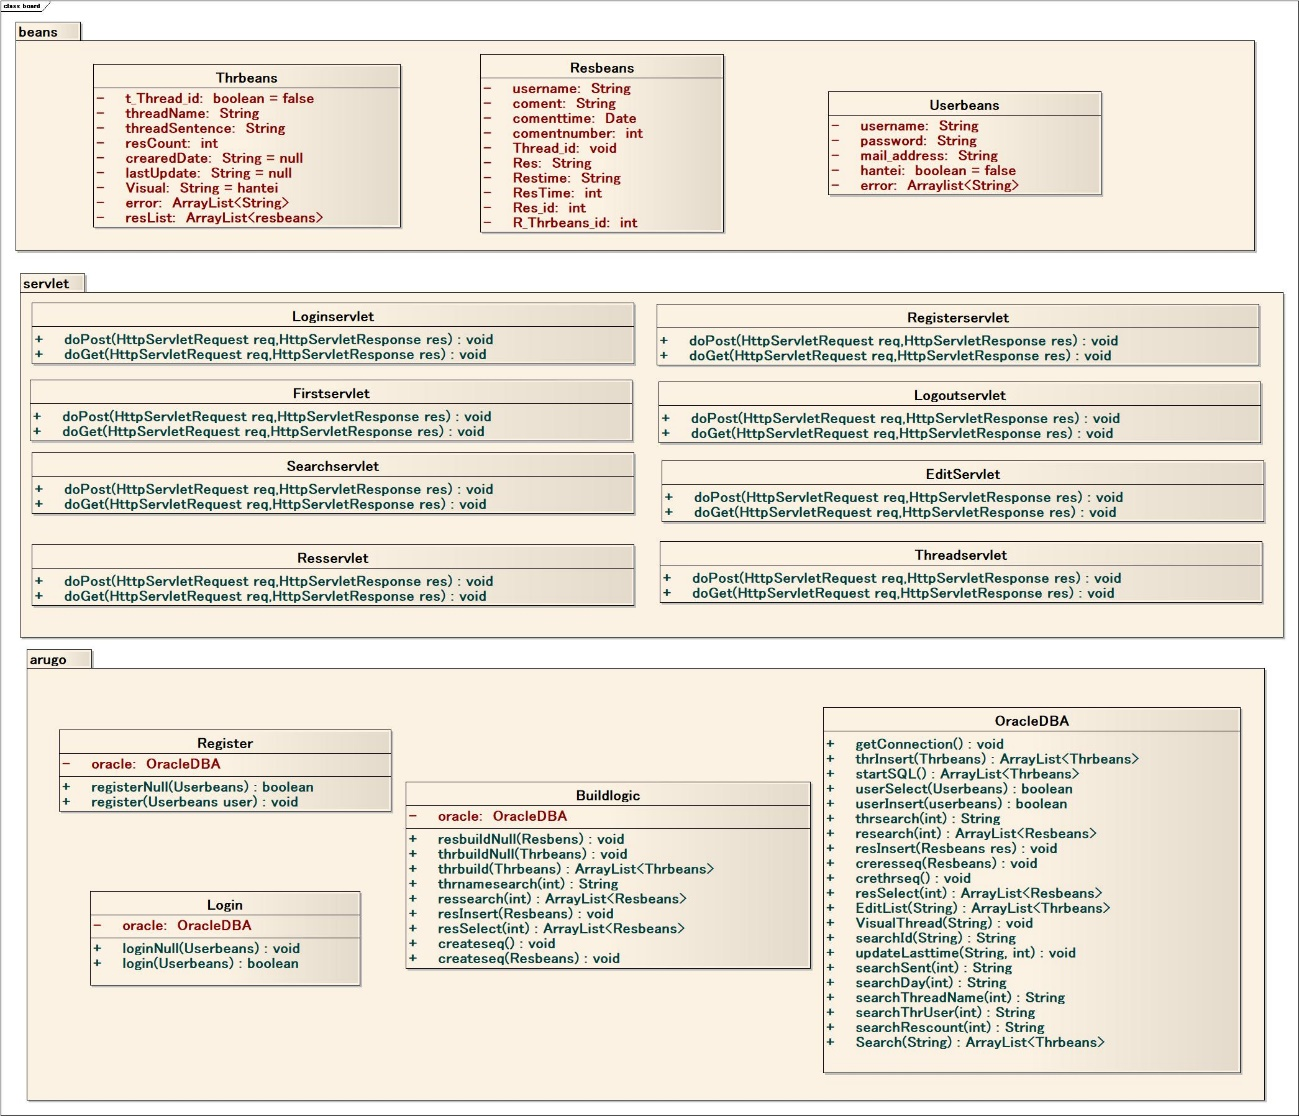 class board
beans
Thrbeans
- t_Thread_id: boolean = false
- threadName: String
- threadSentence: String
- resCount: int
- crearedDate: String = null
- lastUpdate: String = null
- Visual: String = hantei
- error: ArrayList<String>
- resList: ArrayList<resbeans>
Resbeans
- username: String
- coment: String
- comenttime: Date
- comentnumber: int
- Thread_id: void
- Res: String
- Restime: String
- ResTime: int
- Res_id: int
- R_Thrbeans_id: int
Userbeans
- username: String
- password: String
- mail_address: String
- hantei: boolean = false
- error: Arraylist<String>
servlet
Loginservlet
+ doPost(HttpServletRequest req,HttpServletResponse res) : void
+ doGet(HttpServletRequest req,HttpServletResponse res) : void
Registerservlet
+ doPost(HttpServletRequest req,HttpServletResponse res) : void
+ doGet(HttpServletRequest req,HttpServletResponse res) : void
Firstservlet
+ doPost(HttpServletRequest req,HttpServletResponse res) : void
+ doGet(HttpServletRequest req,HttpServletResponse res) : void
Logoutservlet
+ doPost(HttpServletRequest req,HttpServletResponse res) : void
+ doGet(HttpServletRequest req,HttpServletResponse res) : void
Searchservlet
+ doPost(HttpServletRequest req,HttpServletResponse res) : void
+ doGet(HttpServletRequest req,HttpServletResponse res) : void
EditServlet
+ doPost(HttpServletRequest req,HttpServletResponse res) : void
+ doGet(HttpServletRequest req,HttpServletResponse res) : void
Resservlet
+ doPost(HttpServletRequest req,HttpServletResponse res) : void
+ doGet(HttpServletRequest req,HttpServletResponse res) : void
Threadservlet
+ doPost(HttpServletRequest req,HttpServletResponse res) : void
+ doGet(HttpServletRequest req,HttpServletResponse res) : void
arugo
Register
- oracle: OracleDBA
+ registerNull(Userbeans) : boolean
+ register(Userbeans user) : void
Login
- oracle: OracleDBA
+ loginNull(Userbeans) : void
+ login(Userbeans) : boolean
Buildlogic
- oracle: OracleDBA
+ resbuildNull(Resbens) : void
+ thrbuildNull(Thrbeans) : void
+ thrbuild(Thrbeans) : ArrayList<Thrbeans>
+ thrnamesearch(int) : String
+ ressearch(int) : ArrayList<Resbeans>
+ resInsert(Resbeans) : void
+ resSelect(int) : ArrayList<Resbeans>
+ createseq() : void
+ createseq(Resbeans) : void
OracleDBA
+ getConnection() : void
+ thrInsert(Thrbeans) : ArrayList<Thrbeans>
+ startSQL() : ArrayList<Thrbeans>
+ userSelect(Userbeans) : boolean
+ userInsert(userbeans) : boolean
+ thrsearch(int) : String
+ research(int) : ArrayList<Resbeans>
+ resInsert(Resbeans res) : void
+ creresseq(Resbeans) : void
+ crethrseq() : void
+ resSelect(int) : ArrayList<Resbeans>
+ EditList(String) : ArrayList<Thrbeans>
+ VisualThread(String) : void
+ searchId(String) : String
+ updateLasttime(String, int) : void
+ searchSent(int) : String
+ searchDay(int) : String
+ searchThreadName(int) : String
+ searchThrUser(int) : String
+ searchRescount(int) : String
+ Search(String) : ArrayList<Thrbeans>